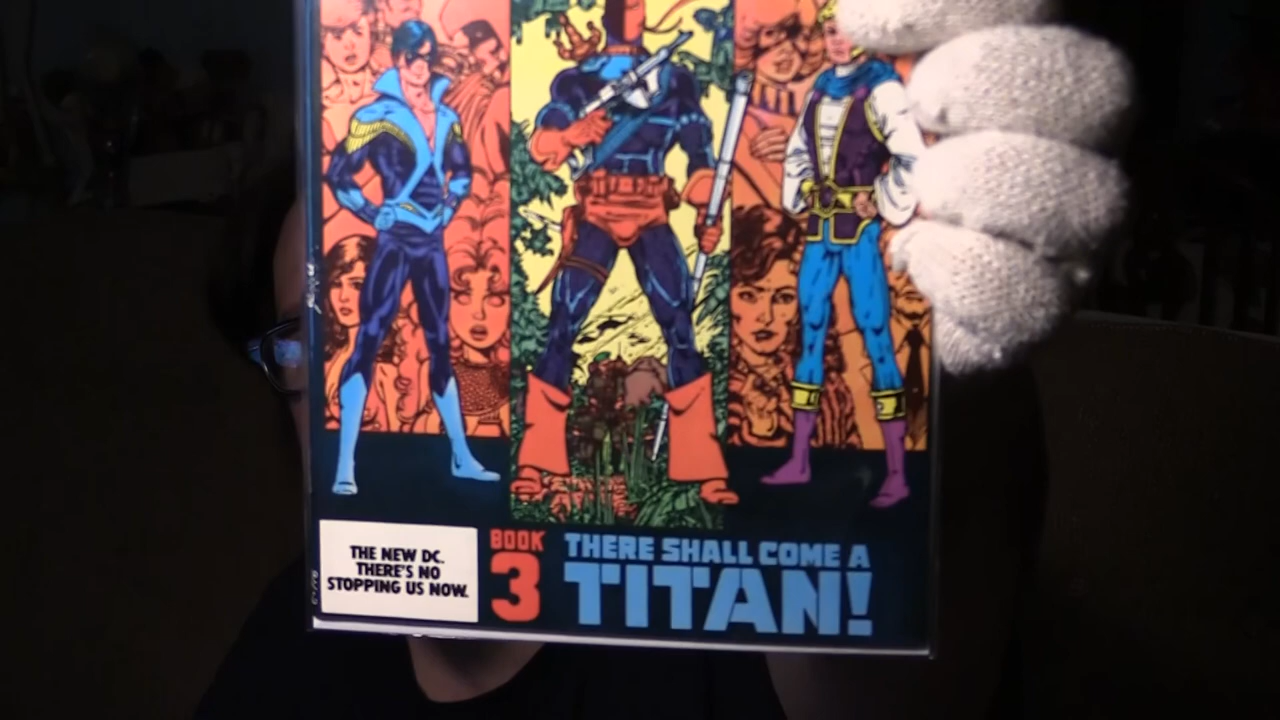 THE NEW DC.
THERE'S NO
STOPPING US NOW.
BOOK
3
THERE SHALL COME A
TITAN!